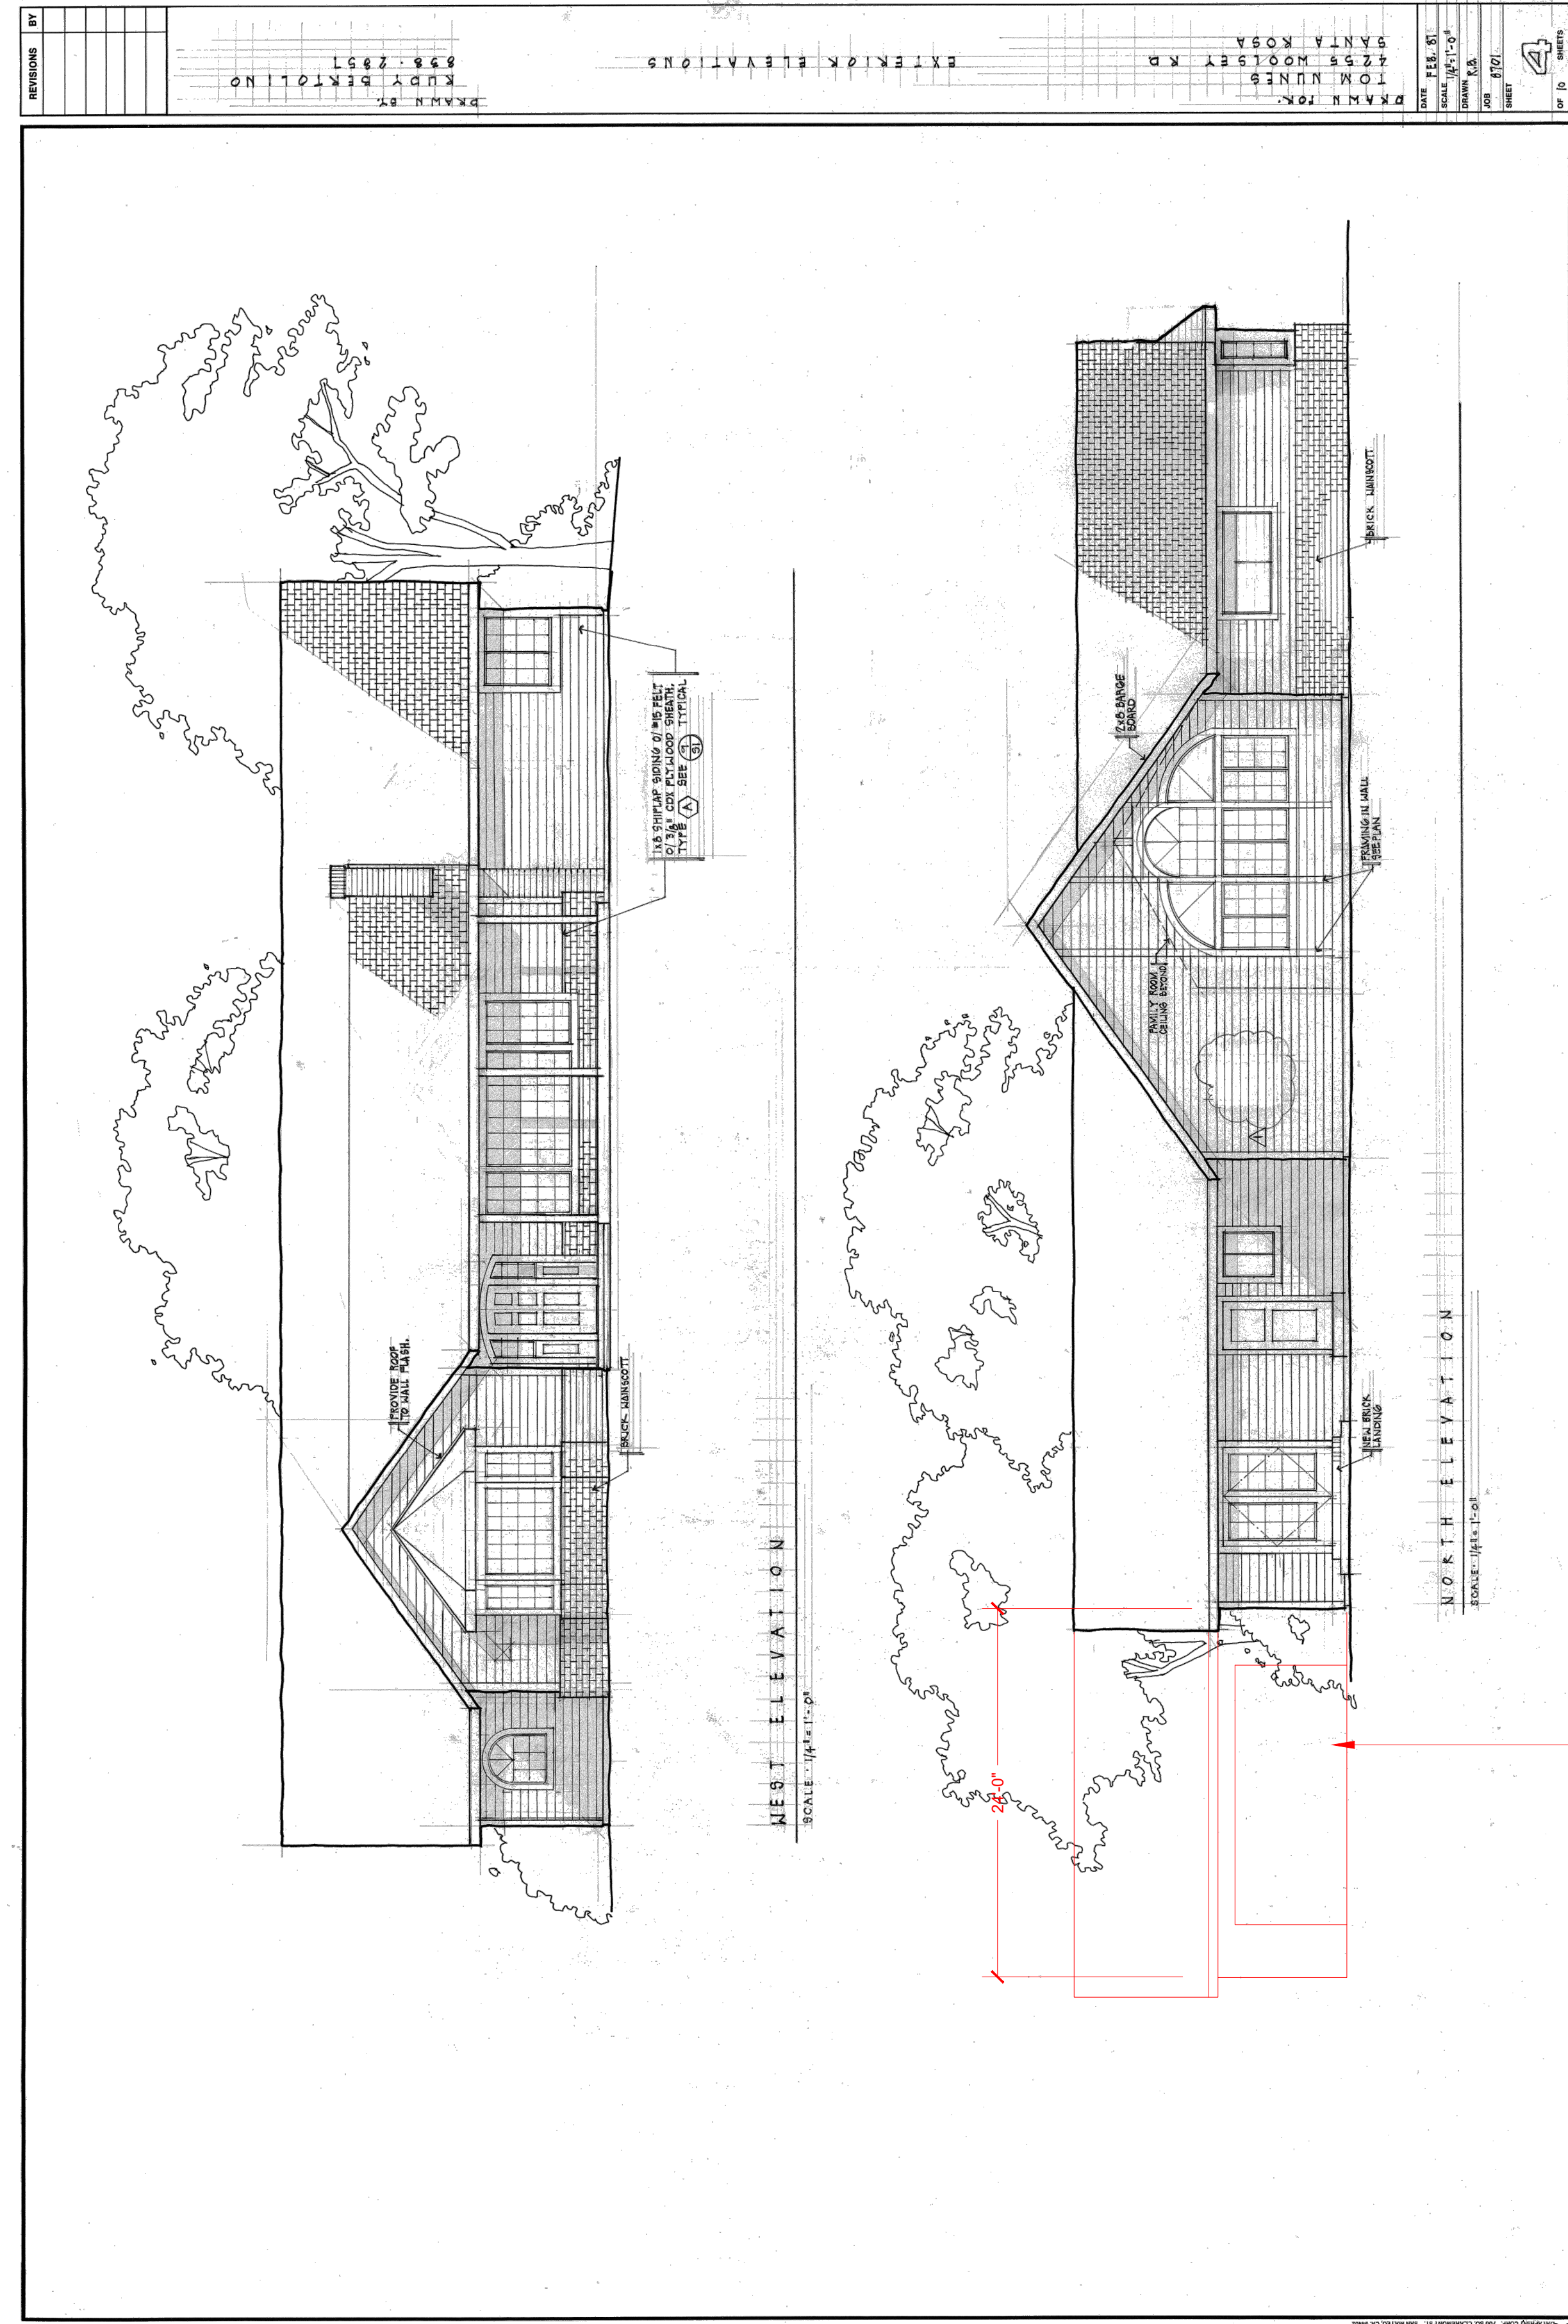 REVISIONS
BY
DRAWN BY.
RUDY BERTOLINO
838·2851
EXTERIOR ELEVATIONS
DRAWN FOR.
TOM NUNES
4255 WOOLSEY RD
SANTA ROSA
DATE FEB. 87
SCALE 1/4"=1'-0"
DRAWN R.B.
JOB 8701
SHEET
4
OF 10 SHEETS
PROVIDE ROOF
TO WALL FLASH.
BRICK WAINSCOTT
1x8 SHIPLAP SIDING O/ #15 FELT
O/ 3/8" CDX PLYWOOD SHEATH,
TYPE A SEE 9 TYPICAL
S1
WEST ELEVATION
SCALE· 1/4"=1'-0"
24'-0"
2x8 BARGE
BOARD
FAMILY ROOM
CEILING BEYOND
BRICK WAINSCOTT
FRAMING IN WALL
SEE PLAN
NEW BRICK
LANDING
NORTH ELEVATION
SCALE· 1/4"=1'-0"